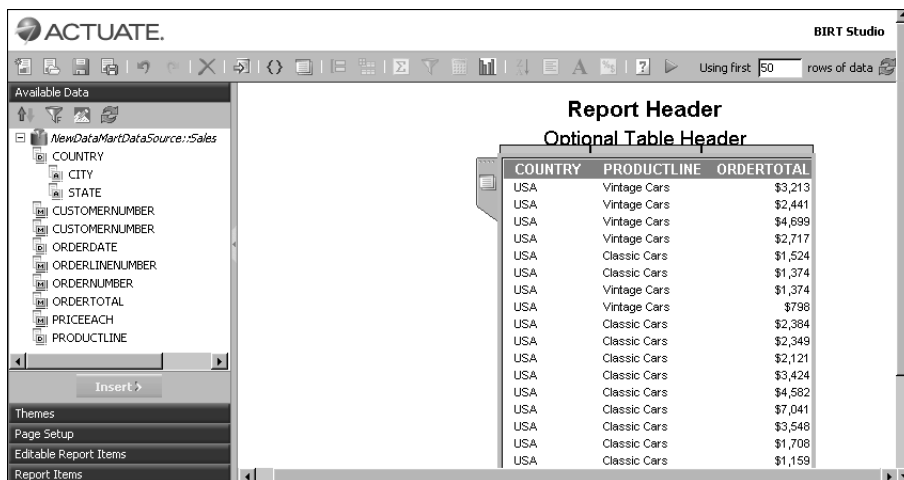 ACTUATE.
BIRT Studio
Using first 50 rows of data
Available Data
NewDataMartDataSource::Sales
COUNTRY
CITY
STATE
CUSTOMERNUMBER
CUSTOMERNUMBER
ORDERDATE
ORDERLINENUMBER
ORDERNUMBER
ORDERTOTAL
PRICEEACH
PRODUCTLINE
Insert
Themes
Page Setup
Editable Report Items
Report Items
Report Header
Optional Table Header
COUNTRY PRODUCTLINE ORDERTOTAL
USA Vintage Cars $3,213
USA Vintage Cars $2,441
USA Vintage Cars $4,699
USA Vintage Cars $2,717
USA Classic Cars $1,524
USA Classic Cars $1,374
USA Vintage Cars $1,374
USA Vintage Cars $798
USA Classic Cars $2,384
USA Classic Cars $2,349
USA Classic Cars $2,121
USA Classic Cars $3,424
USA Classic Cars $4,582
USA Classic Cars $7,041
USA Classic Cars $3,548
USA Classic Cars $1,708
USA Classic Cars $1,159